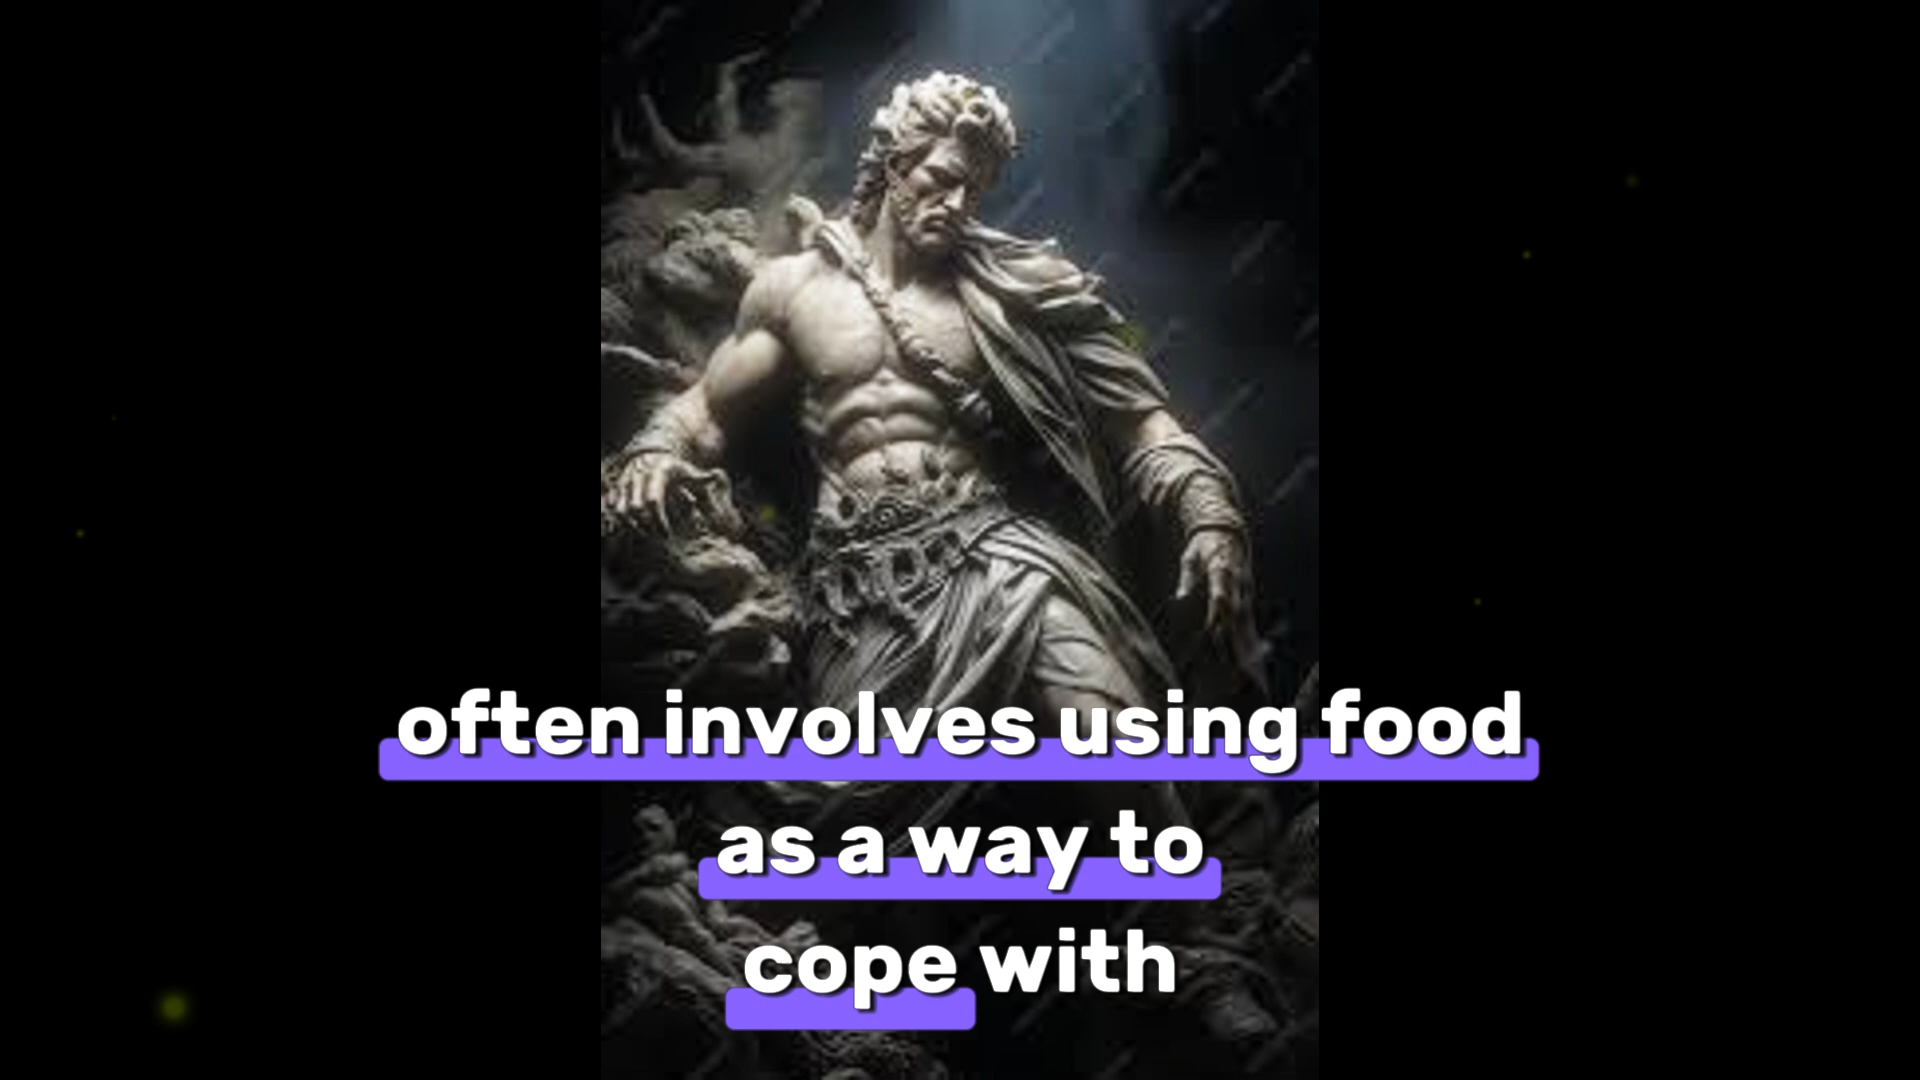 often involves using food
as a way to
cope with